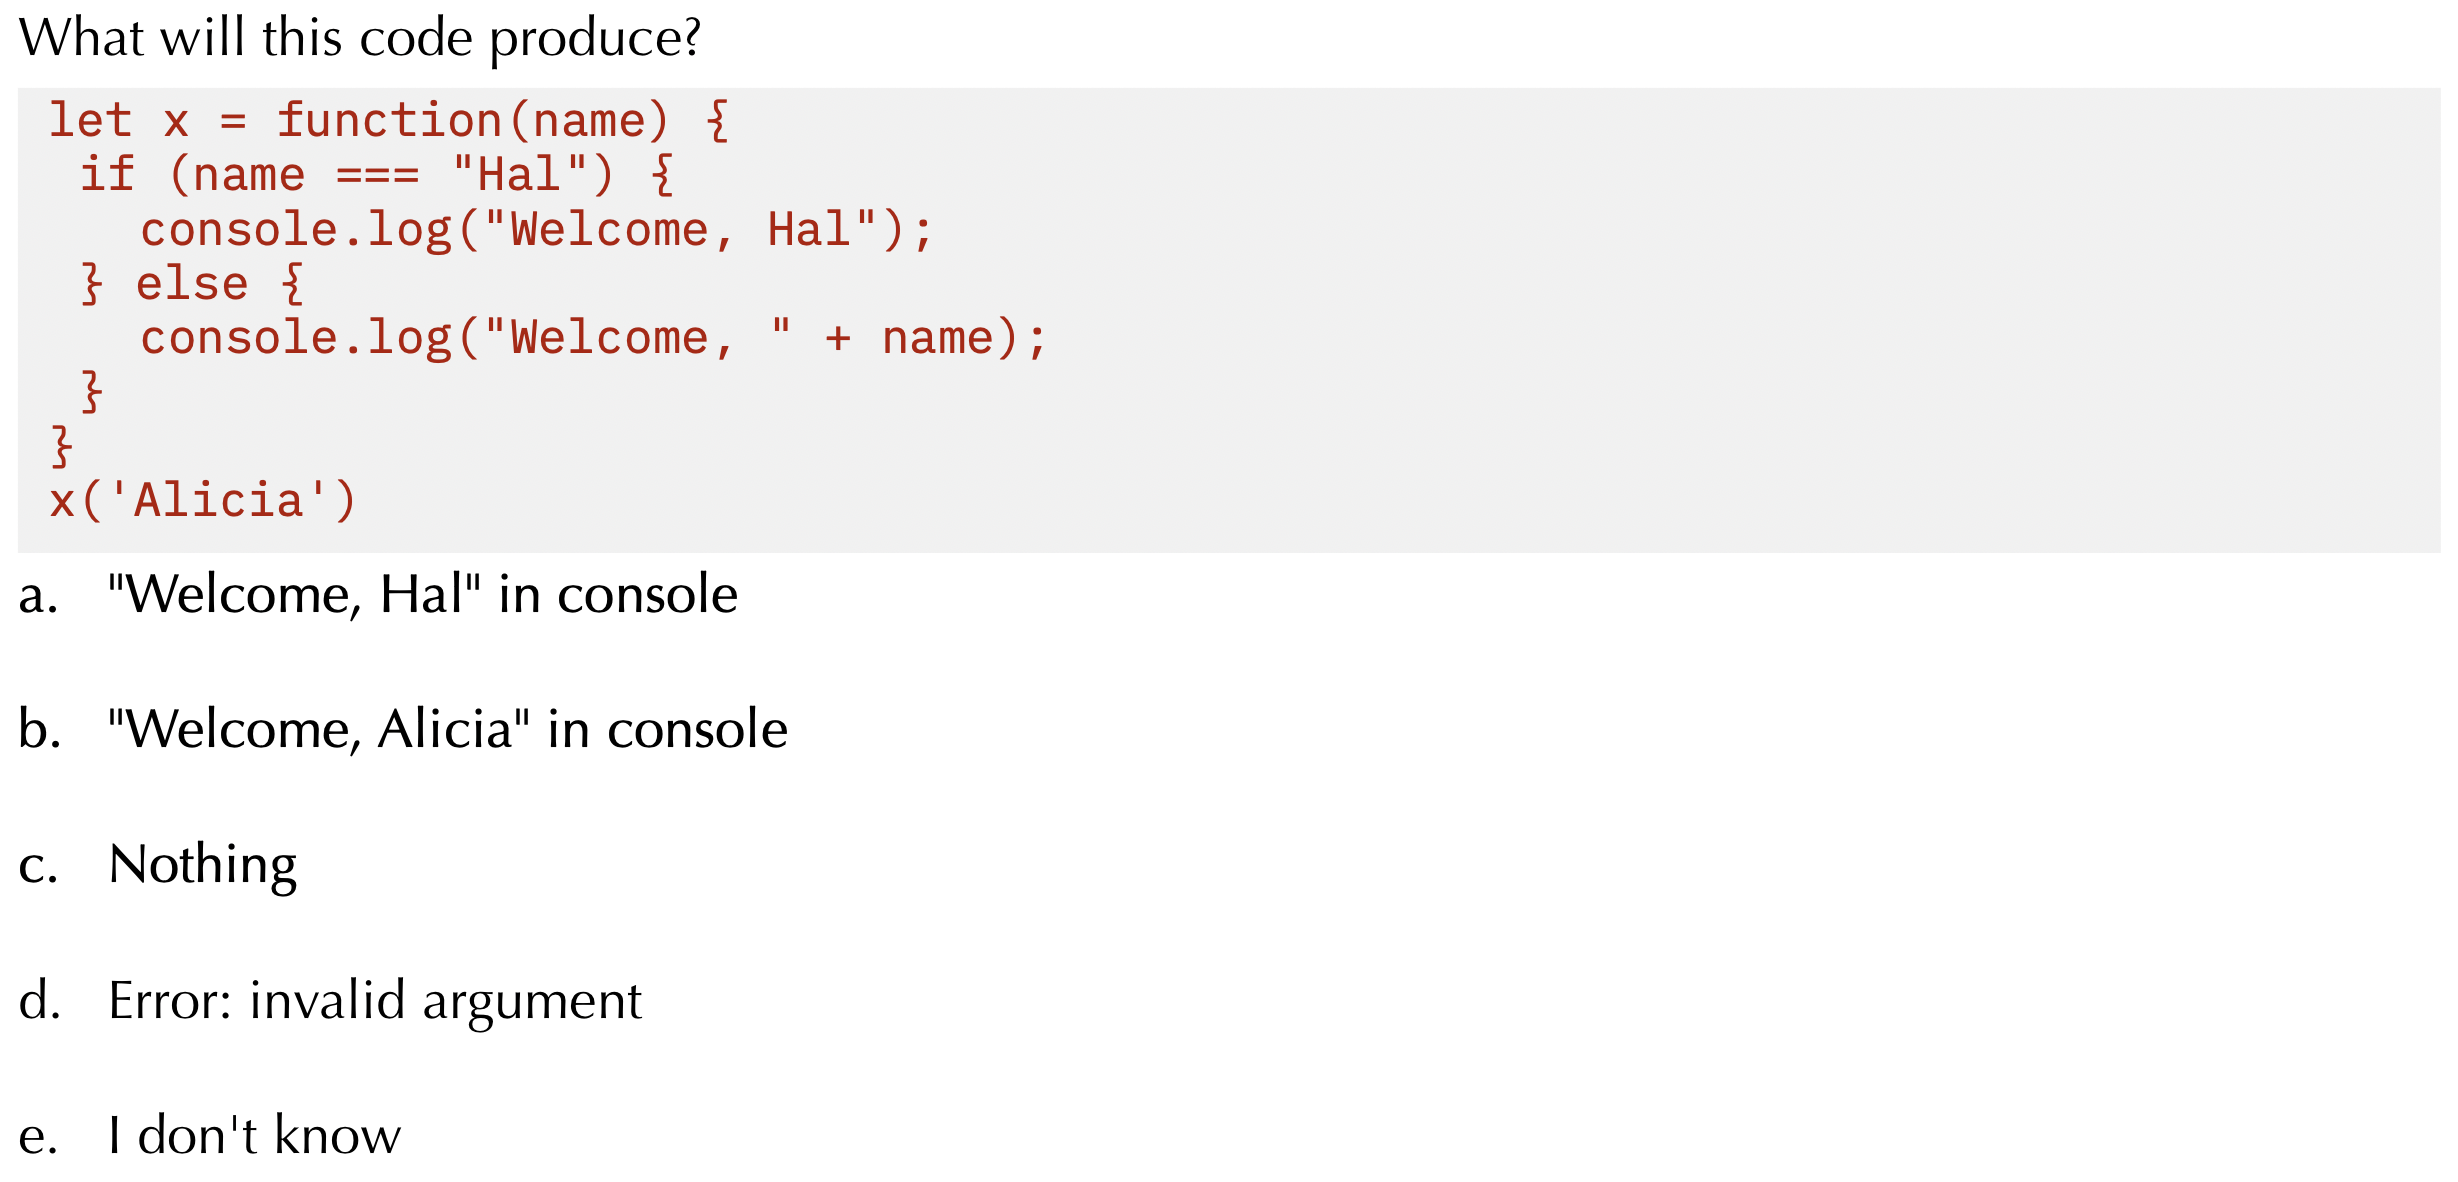 What will this code produce?
let x = function(name) {
if (name === "Hal") {
console.log("Welcome, Hal");
} else {
console.log("Welcome, " + name);
}
}
x('Alicia')
a. "Welcome, Hal" in console
b. "Welcome, Alicia" in console
c. Nothing
d. Error: invalid argument
e. I don't know